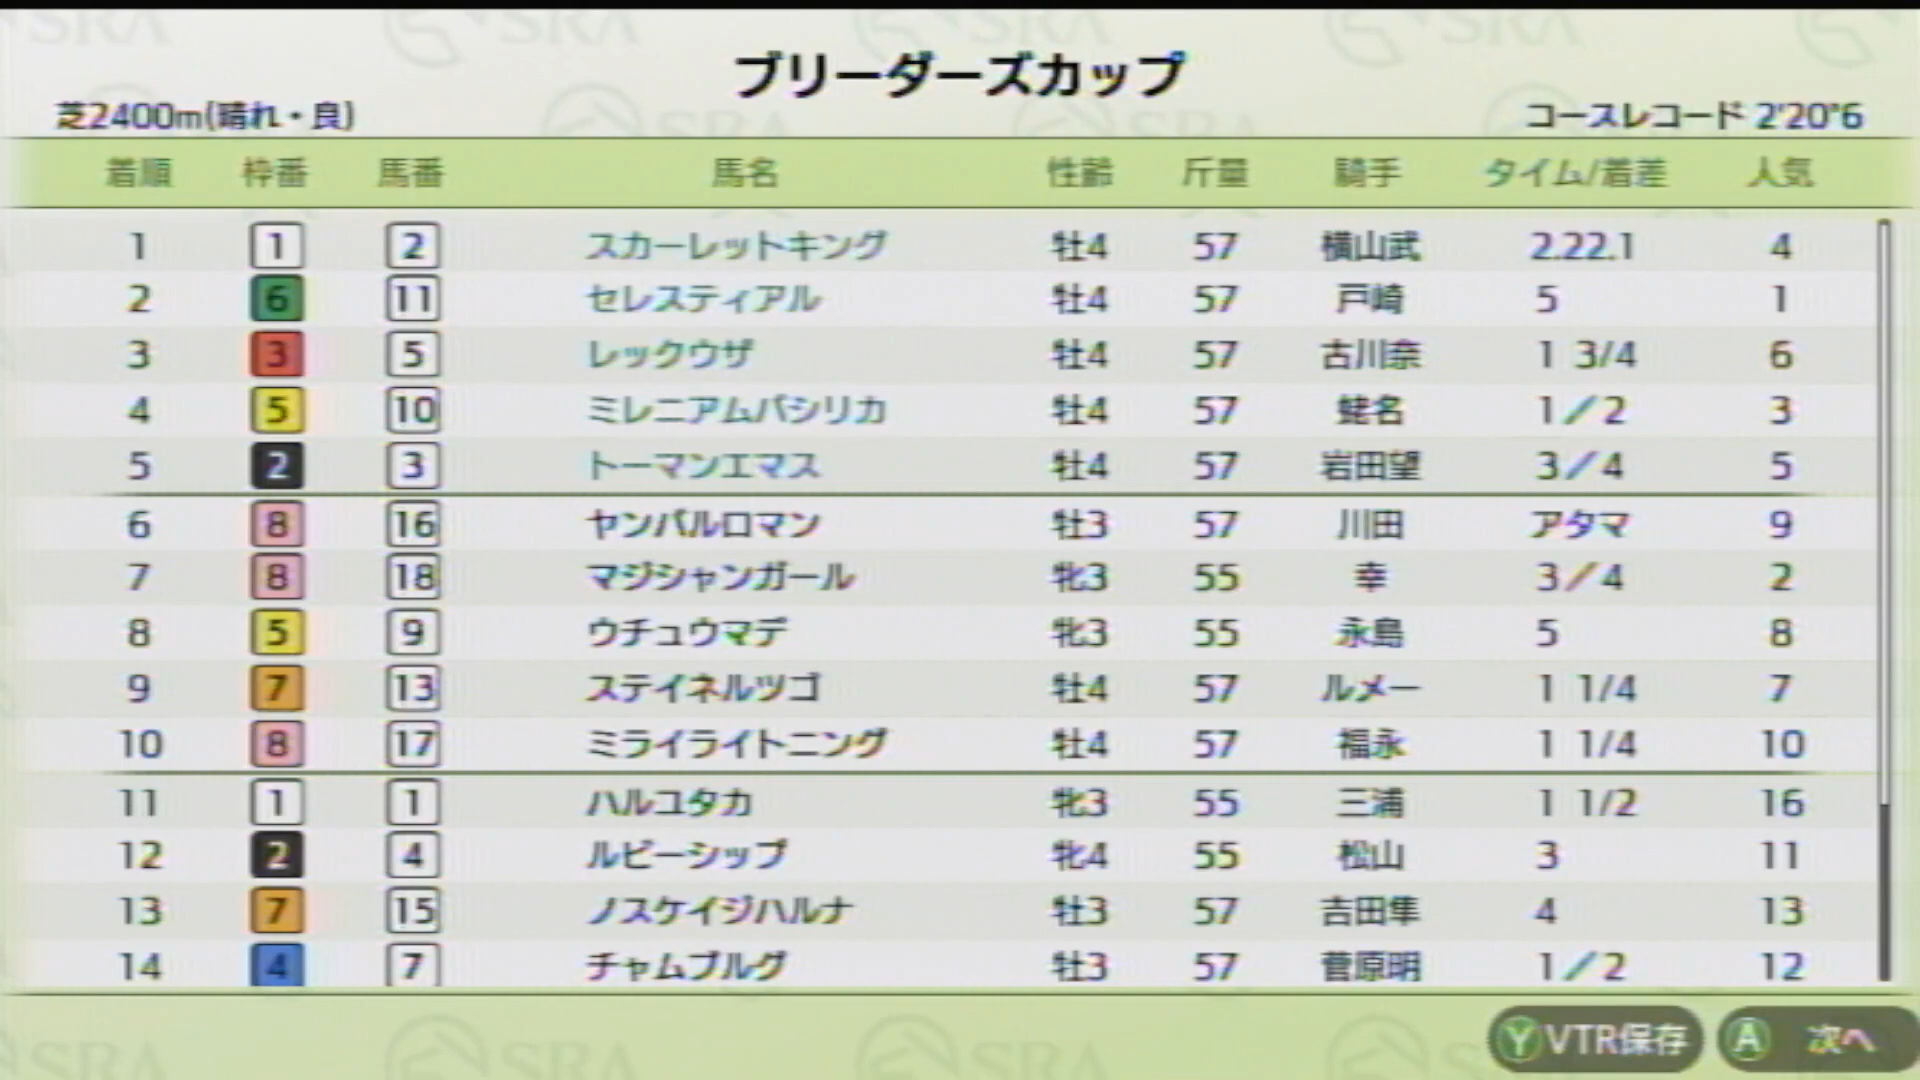 ブリーダーズカップ
芝2400m(晴れ・良) コースレコード 2'20"6
着順 枠番 馬番 馬名 性齢 斤量 騎手 タイム/着差 人気
1 1 2 スカーレットキング 牡4 57 横山武 2.22.1 4
2 6 11 セレスティアル 牡4 57 戸崎 5 1
3 3 5 レックウザ 牡4 57 古川奈 1 3/4 6
4 5 10 ミレニアムバシリカ 牡4 57 蛯名 1/2 3
5 2 3 トーマンエマス 牡4 57 岩田望 3/4 5
6 8 16 ヤンバルロマン 牡3 57 川田 アタマ 9
7 8 18 マジシャンガール 牝3 55 幸 3/4 2
8 5 9 ウチュウマデ 牝3 55 永島 5 8
9 7 13 ステイネルツゴ 牡4 57 ルメー 1 1/4 7
10 8 17 ミライライトニング 牡4 57 福永 1 1/4 10
11 1 1 ハルユタカ 牝3 55 三浦 1 1/2 16
12 2 4 ルビーシップ 牝4 55 松山 3 11
13 7 15 ノスケイジハルナ 牡3 57 吉田隼 4 13
14 4 7 チャムブルグ 牡3 57 菅原明 1/2 12
Y VTR保存 A 次へ
SRA